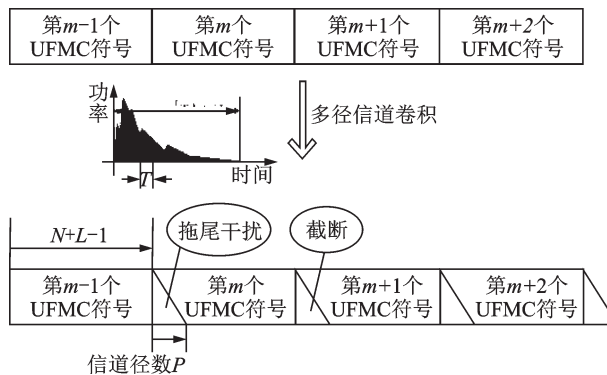 第m−1个
UFMC符号
第m个
UFMC符号
第m+1个
UFMC符号
第m+2个
UFMC符号
功率
T
时间
多径信道卷积
N+L−1
拖尾干扰
截断
第m−1个
UFMC符号
第m个
UFMC符号
第m+1个
UFMC符号
第m+2个
UFMC符号
信道径数P